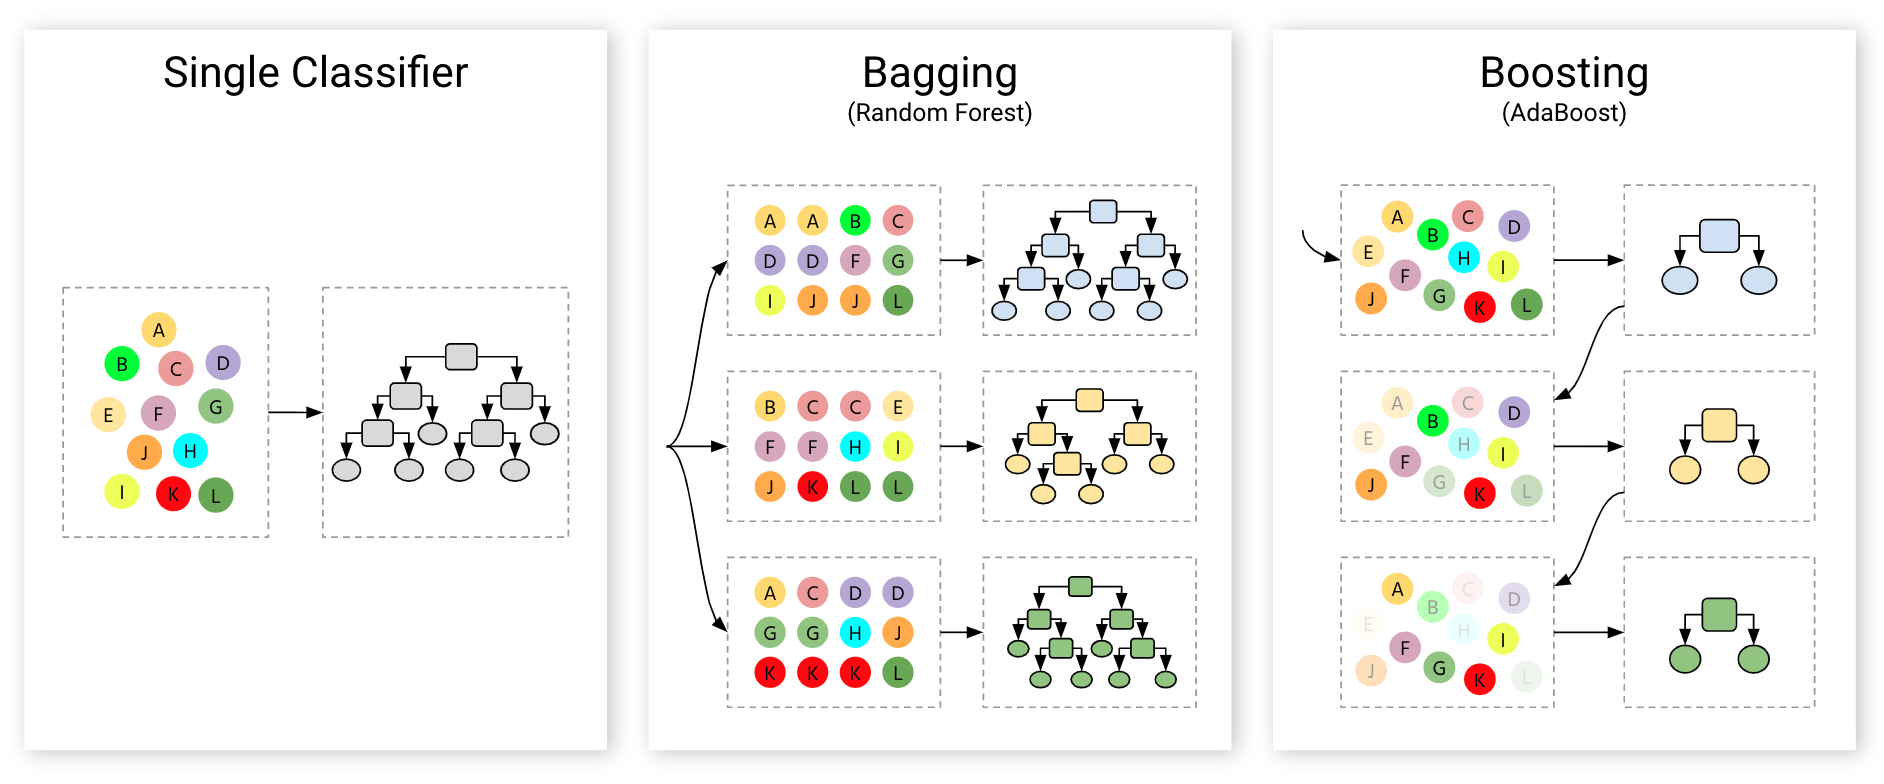 Single Classifier
A
B C D
E F G
J H
I K L
Bagging
(Random Forest)
A A B C
D D F G
I J J L
B C C E
F F H I
J K L L
A C D D
G G H J
K K K L
Boosting
(AdaBoost)
A B C D
E F H I
J G K L
A B C D
E F H I
J G K L
A B C D
E F H I
J G K L